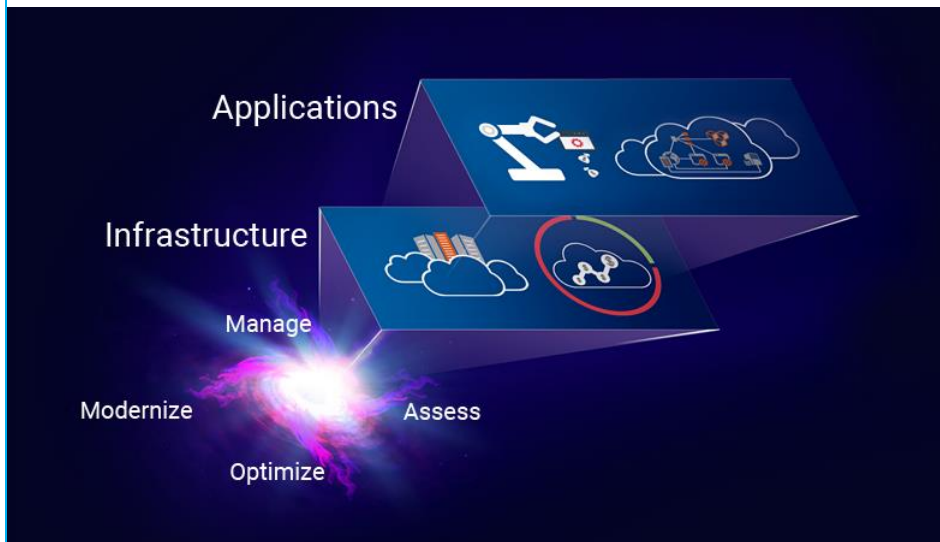 Applications
Infrastructure
Manage
Modernize
Assess
Optimize